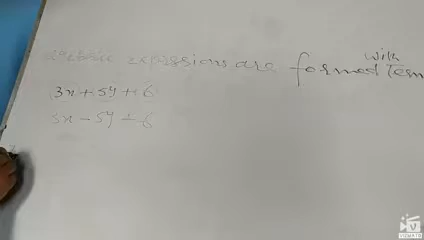 expressions are formed with Term
3x + 5y + 6
3x - 5y + 6